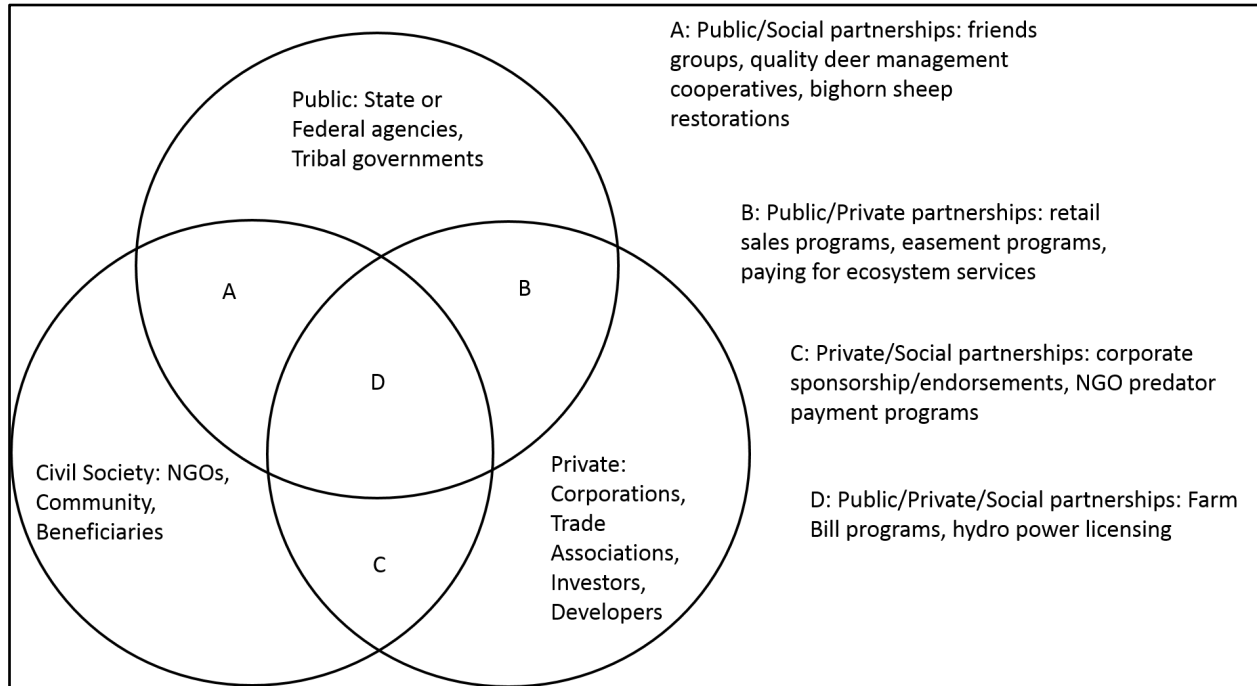 Public: State or
Federal agencies,
Tribal governments
A
B
D
Civil Society: NGOs,
Community,
Beneficiaries
Private:
Corporations,
Trade
Associations,
Investors,
Developers
C
A: Public/Social partnerships: friends
groups, quality deer management
cooperatives, bighorn sheep
restorations
B: Public/Private partnerships: retail
sales programs, easement programs,
paying for ecosystem services
C: Private/Social partnerships: corporate
sponsorship/endorsements, NGO predator
payment programs
D: Public/Private/Social partnerships: Farm
Bill programs, hydro power licensing